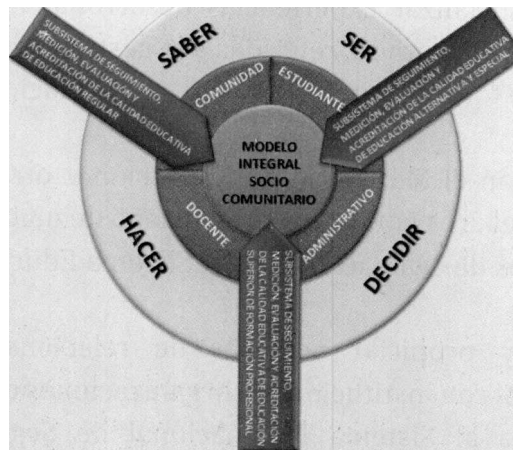 SABER
SER
SUBSISTEMA DE SEGUIMIENTO,
MEDICIÓN, EVALUACIÓN Y
ACREDITACIÓN DE LA CALIDAD EDUCATIVA
DE EDUCACIÓN REGULAR
SUBSISTEMA DE SEGUIMIENTO,
MEDICIÓN, EVALUACIÓN Y
ACREDITACIÓN DE LA CALIDAD EDUCATIVA
DE EDUCACIÓN ALTERNATIVA Y ESPECIAL
COMUNIDAD
ESTUDIANTE
MODELO
INTEGRAL
SOCIO
COMUNITARIO
DOCENTE
ADMINISTRATIVO
HACER
DECIDIR
SUBSISTEMA DE SEGUIMIENTO,
MEDICIÓN, EVALUACIÓN Y ACREDITACIÓN
DE LA CALIDAD EDUCATIVA DE EDUCACIÓN
SUPERIOR DE FORMACIÓN PROFESIONAL